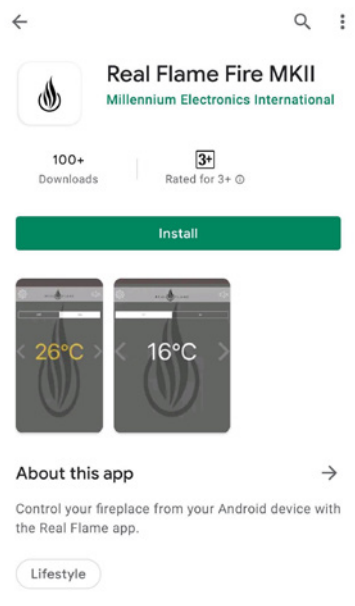 Real Flame Fire MKII
Millennium Electronics International
100+
3+
Downloads
Rated for 3+
Install
26°C
16°C
About this app
Control your fireplace from your Android device with
the Real Flame app.
Lifestyle